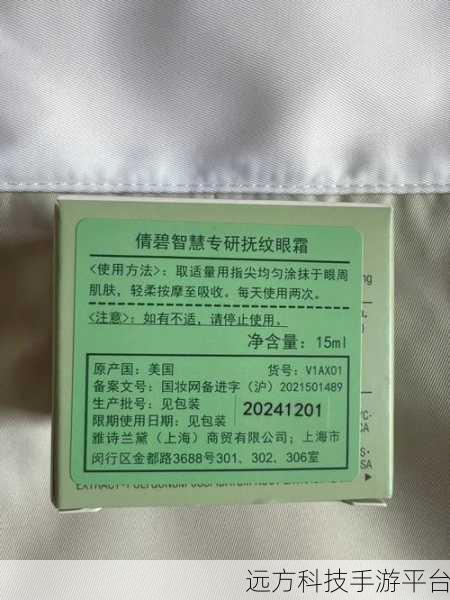 倩碧智慧专研抚纹眼霜
<使用方法>：取适量用指尖均匀涂抹于眼周
肌肤，轻柔按摩至吸收。每天使用两次。
<注意>：如有不适，请停止使用。
净含量：15ml
原产国：美国 货号：V1AX01
备案文号：国妆网备进字（沪）2021501489
生产批号：见包装
限期使用日期：见包装 20241201
雅诗兰黛（上海）商贸有限公司；上海市
闵行区金都路3688号301、302、306室
远方科技手游平台